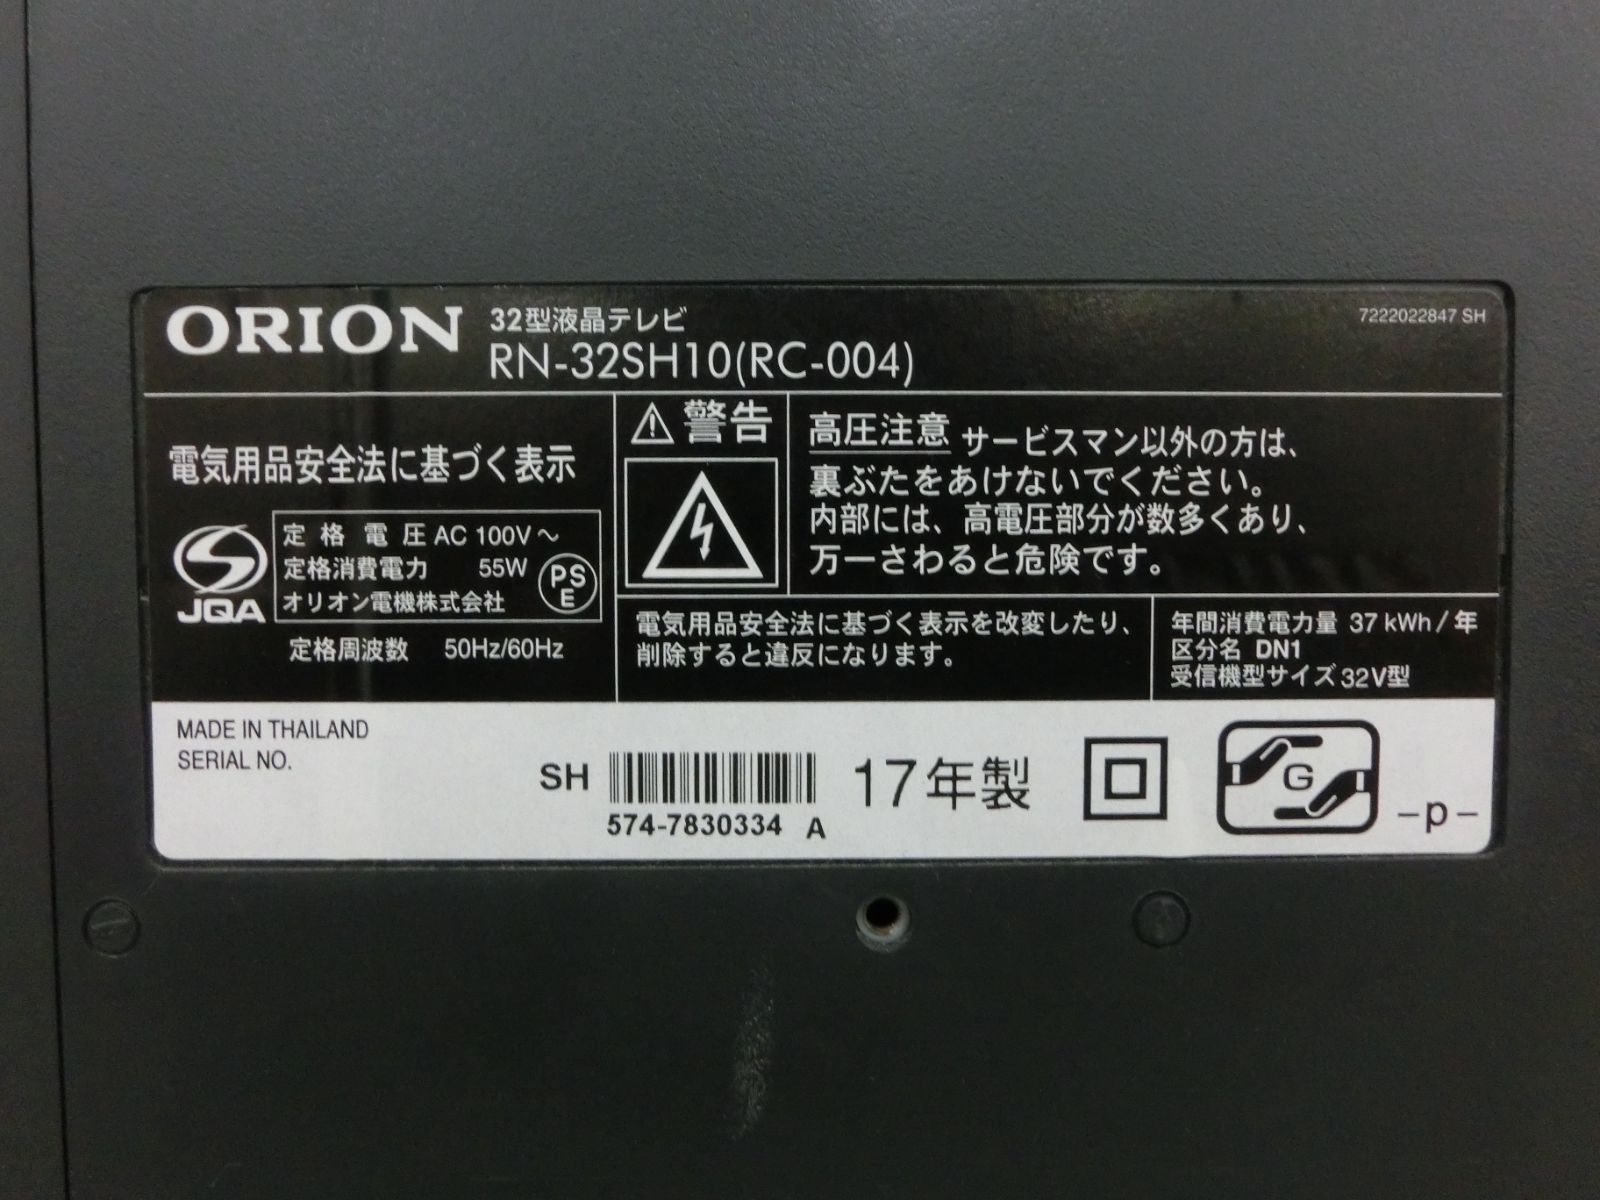 ORION
32型液晶テレビ
RN-32SH10(RC-004)
7222022847 SH
電気用品安全法に基づく表示
JQA
定格電圧 AC 100V～
定格消費電力 55W
オリオン電機株式会社
PS
E
定格周波数 50Hz/60Hz
警告
高圧注意 サービスマン以外の方は、
裏ぶたをあけないでください。
内部には、高電圧部分が数多くあり、
万一さわると危険です。
電気用品安全法に基づく表示を改変したり、
削除すると違反になります。
年間消費電力量 37 kWh/年
区分名 DN1
受信機型サイズ 32V型
MADE IN THAILAND
SERIAL NO.
SH
574-7830334 A
17年製
G
-p-